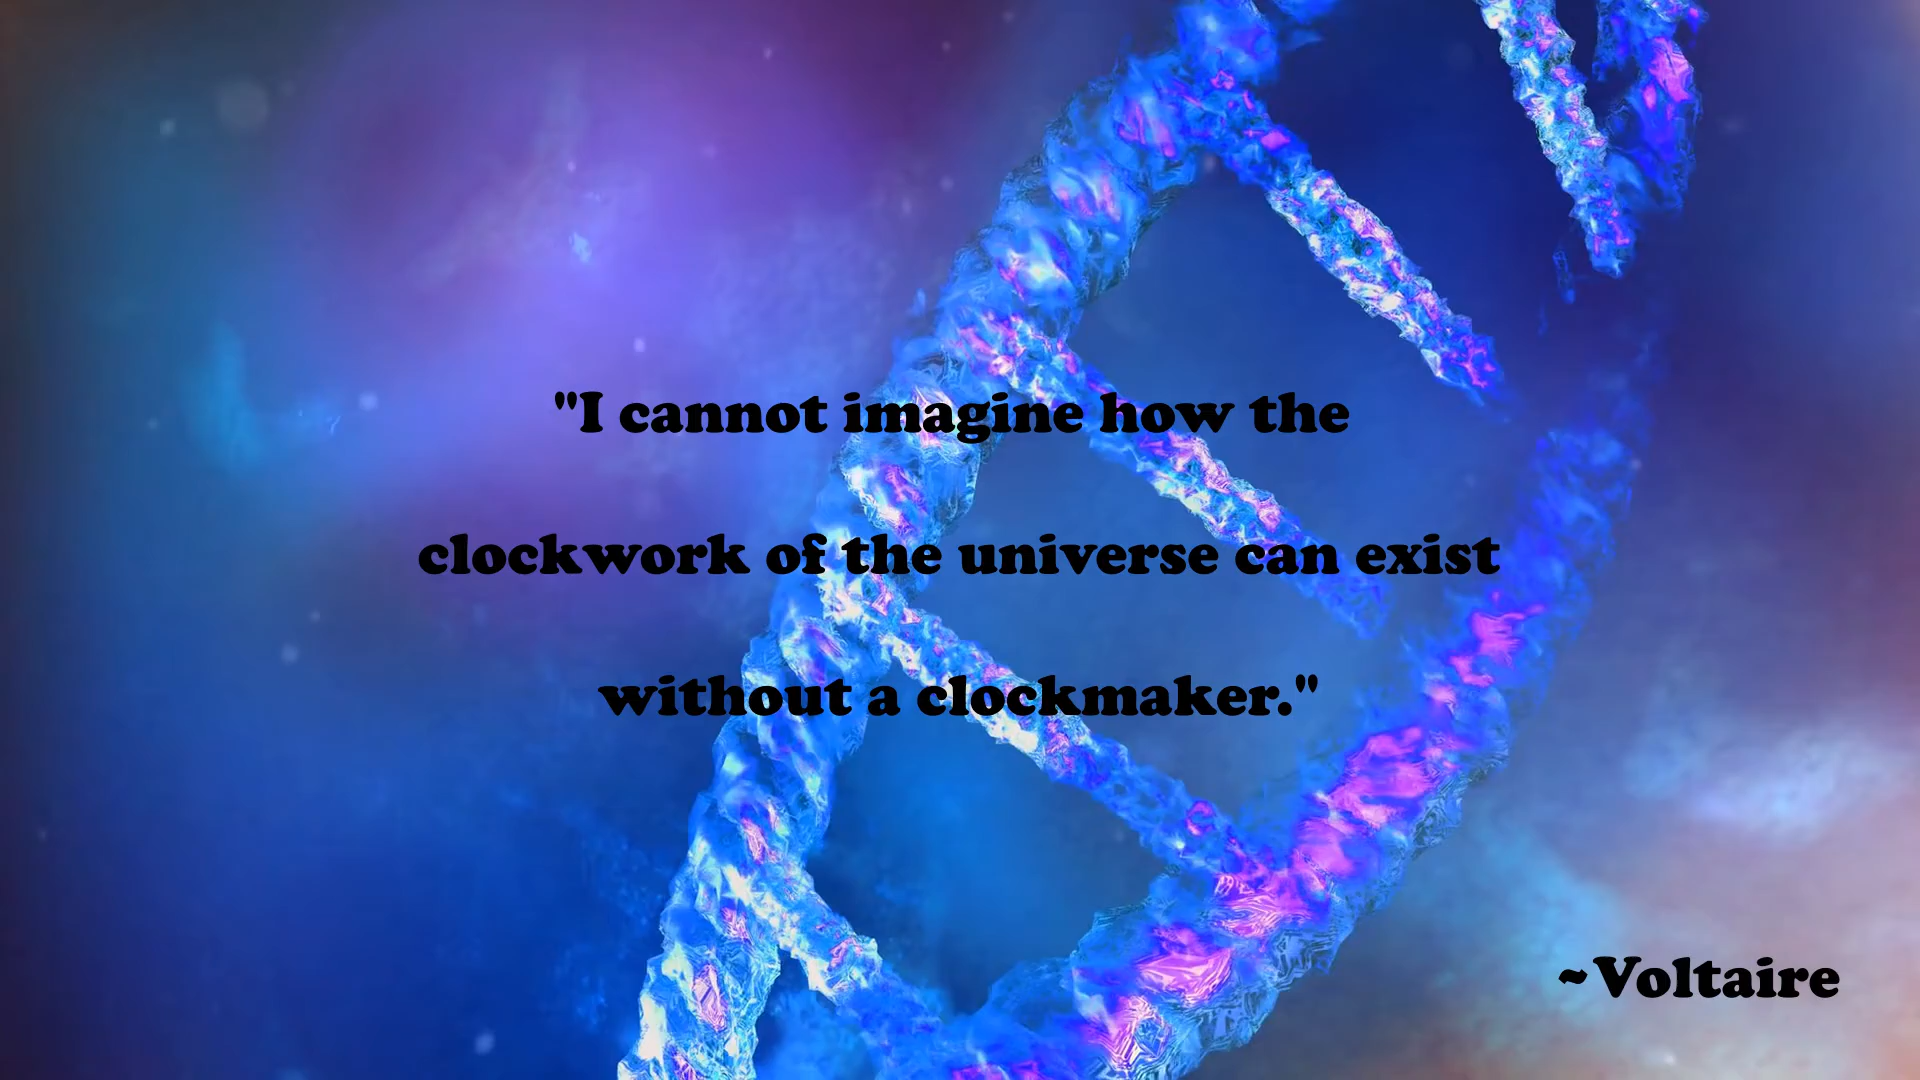 "I cannot imagine how the
clockwork of the universe can exist
without a clockmaker."
~Voltaire